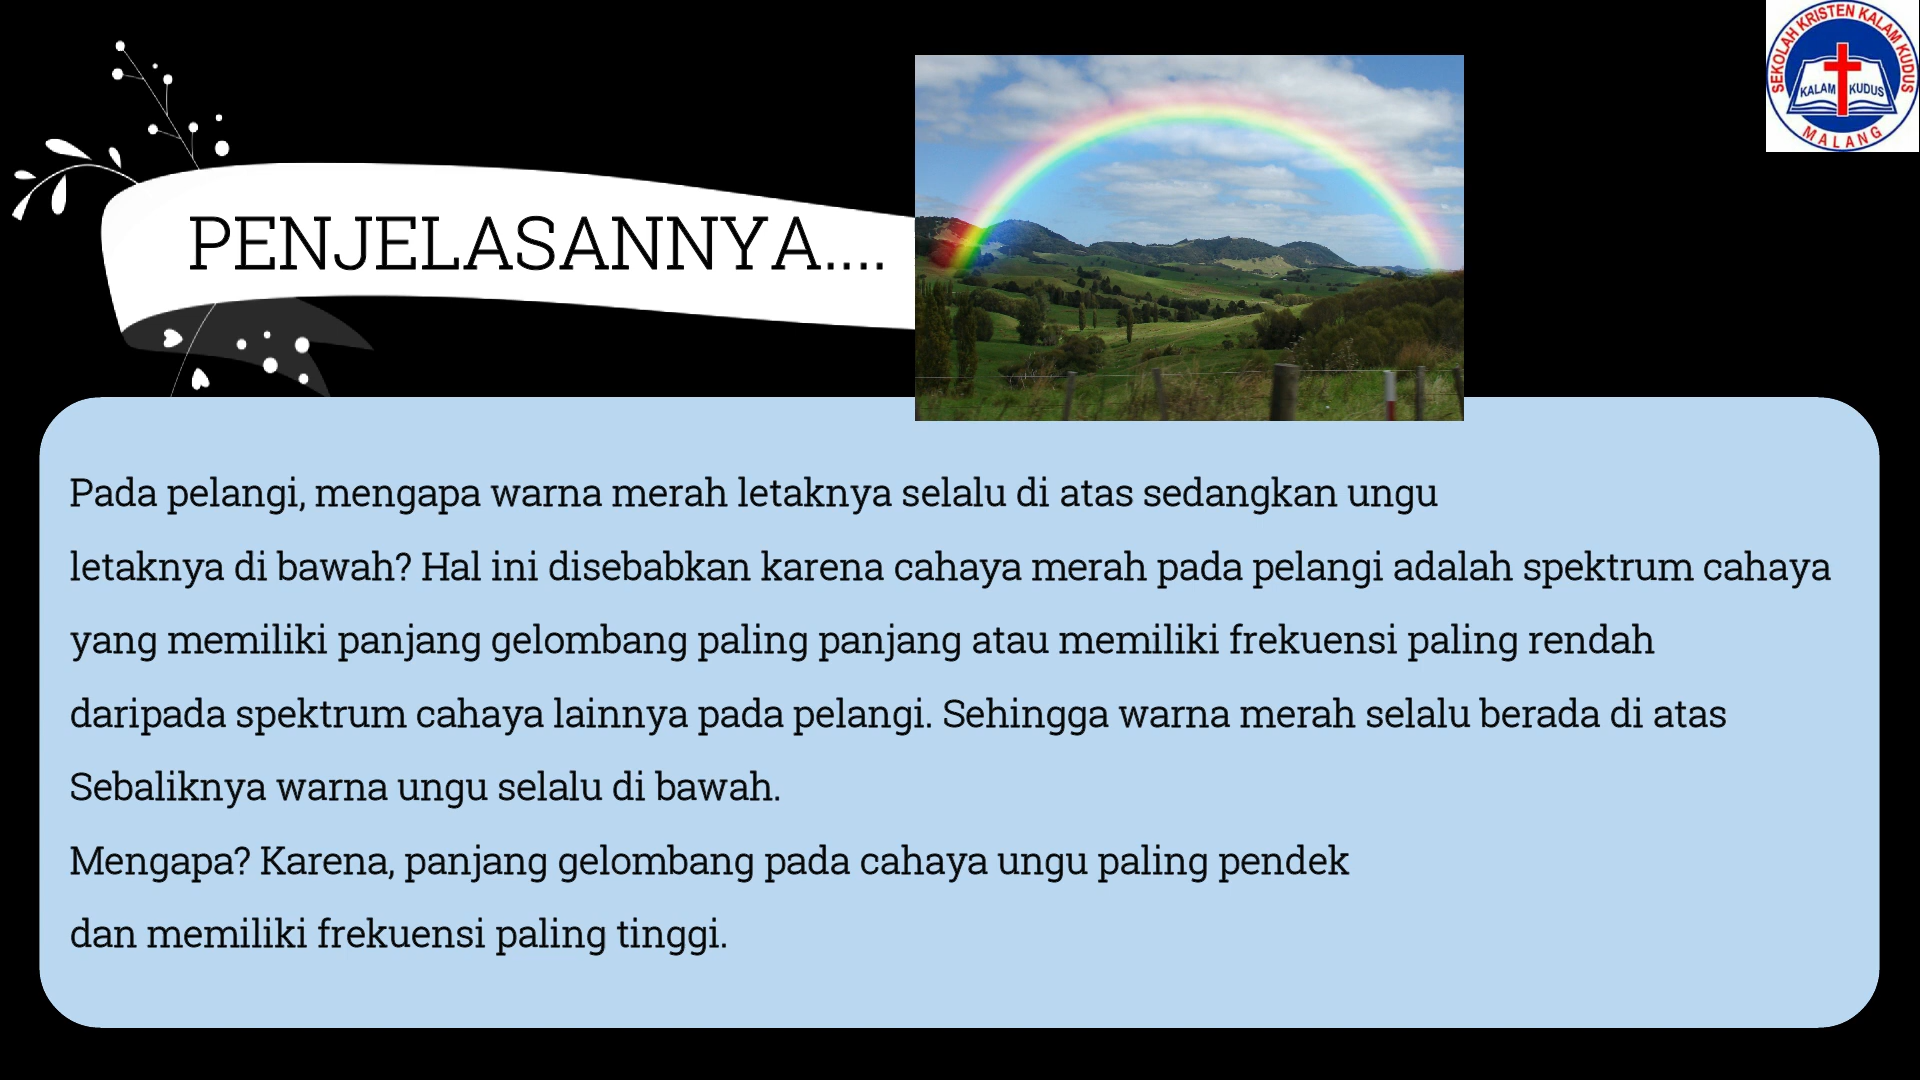 SEKOLAH KRISTEN KALAM KUDUS
KALAM KUDUS
MALANG
PENJELASANNYA....
Pada pelangi, mengapa warna merah letaknya selalu di atas sedangkan ungu
letaknya di bawah? Hal ini disebabkan karena cahaya merah pada pelangi adalah spektrum cahaya
yang memiliki panjang gelombang paling panjang atau memiliki frekuensi paling rendah
daripada spektrum cahaya lainnya pada pelangi. Sehingga warna merah selalu berada di atas
Sebaliknya warna ungu selalu di bawah.
Mengapa? Karena, panjang gelombang pada cahaya ungu paling pendek
dan memiliki frekuensi paling tinggi.